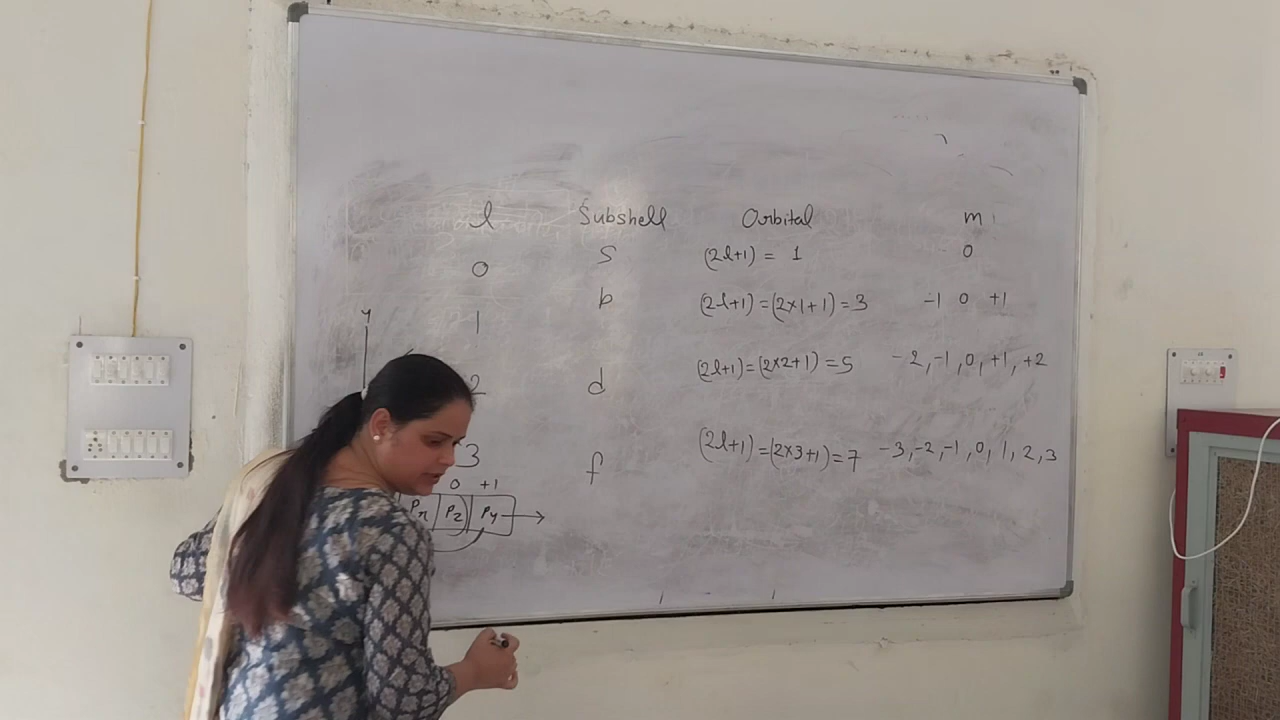 l Subshell Orbital m
0 s (2l+1) = 1 0
1 p (2l+1) = (2×1+1) = 3 -1 0 +1
2 d (2l+1) = (2×2+1) = 5 -2, -1, 0, +1, +2
3 f (2l+1) = (2×3+1) = 7 -3, -2, -1, 0, 1, 2, 3
y
0 +1
Px Pz Py